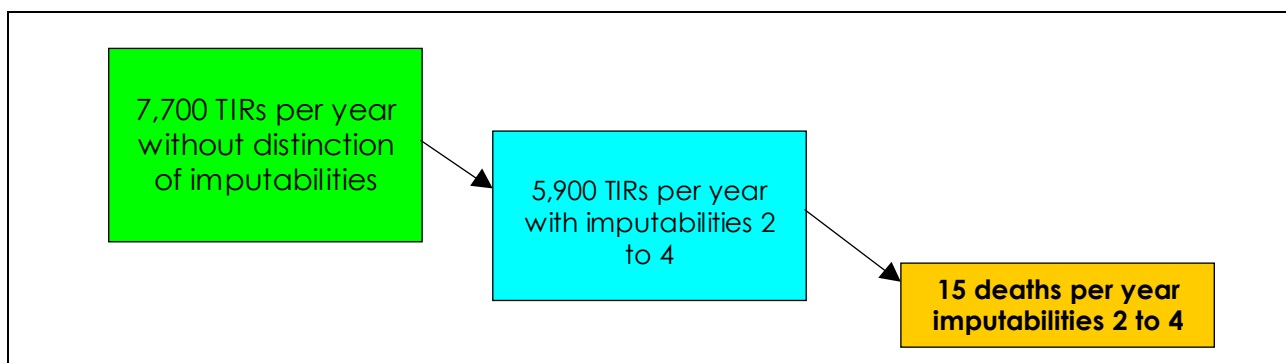 7,700 TIRs per year
without distinction
of imputabilities
5,900 TIRs per year
with imputabilities 2
to 4
15 deaths per year
imputabilities 2 to 4